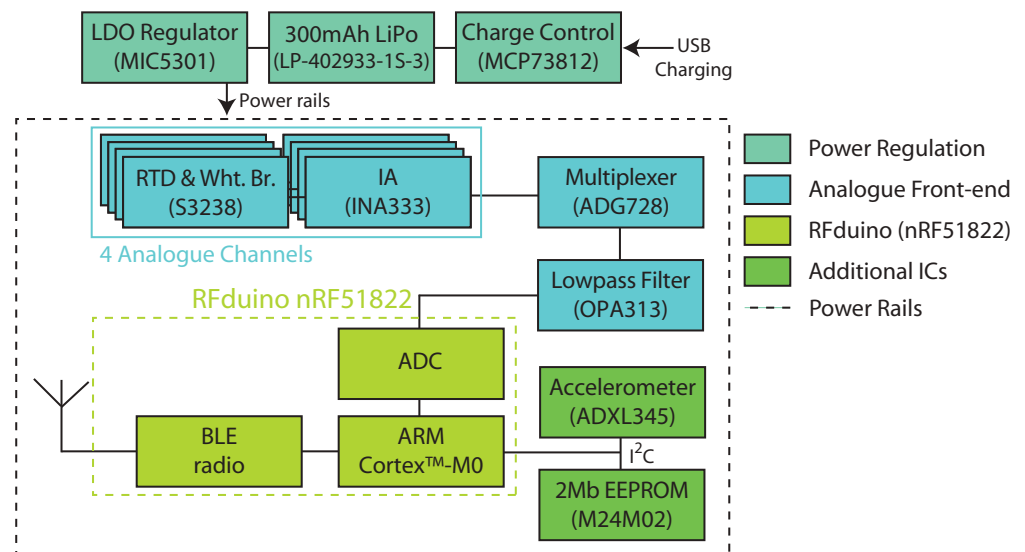 LDO Regulator
(MIC5301)
300mAh LiPo
(LP-402933-1S-3)
Charge Control
(MCP73812)
USB
Charging
Power rails
RTD & Wht. Br.
(S3238)
IA
(INA333)
4 Analogue Channels
Multiplexer
(ADG728)
Lowpass Filter
(OPA313)
RFduino nRF51822
ADC
BLE
radio
ARM
Cortex™-M0
Accelerometer
(ADXL345)
I²C
2Mb EEPROM
(M24M02)
Power Regulation
Analogue Front-end
RFduino (nRF51822)
Additional ICs
Power Rails